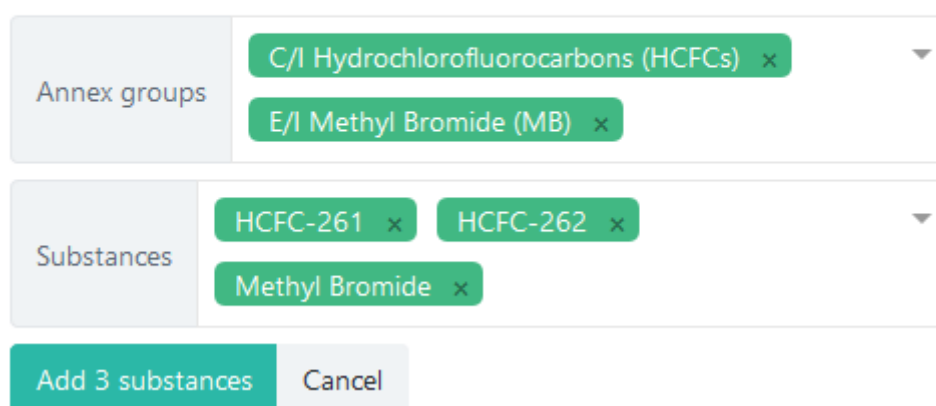 Annex groups
C/I Hydrochlorofluorocarbons (HCFCs) ×
E/I Methyl Bromide (MB) ×
Substances
HCFC-261 × HCFC-262 ×
Methyl Bromide ×
Add 3 substances Cancel